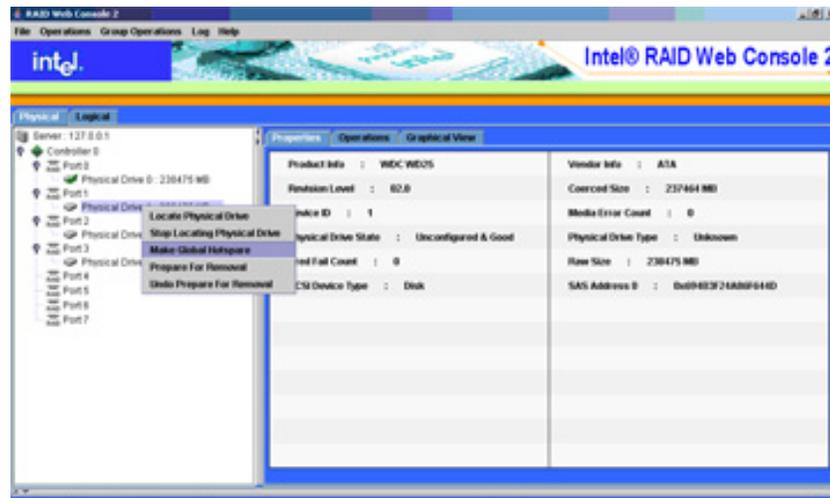 RAID Web Console 2
File Operations Group Operations Log Help
intel.
Intel® RAID Web Console 2
Physical Logical
Server : 127.0.0.1
Controller 0
Port 0
Physical Drive 0 : 238475 MB
Port 1
Physical Drive
Port 2
Physical Drive
Port 3
Physical Drive
Port 4
Port 5
Port 6
Port 7
Locate Physical Drive
Stop Locating Physical Drive
Make Global Hotspare
Prepare For Removal
Undo Prepare For Removal
Properties Operations Graphical View
Product Info : WDC WD25
Revision Level : 02.0
Device ID : 1
Physical Drive State : Unconfigured & Good
Pred Fail Count : 0
SCSI Device Type : Disk
Vendor Info : ATA
Coerced Size : 237464 MB
Media Error Count : 0
Physical Drive Type : Unknown
Raw Size : 238475 MB
SAS Address 0 :